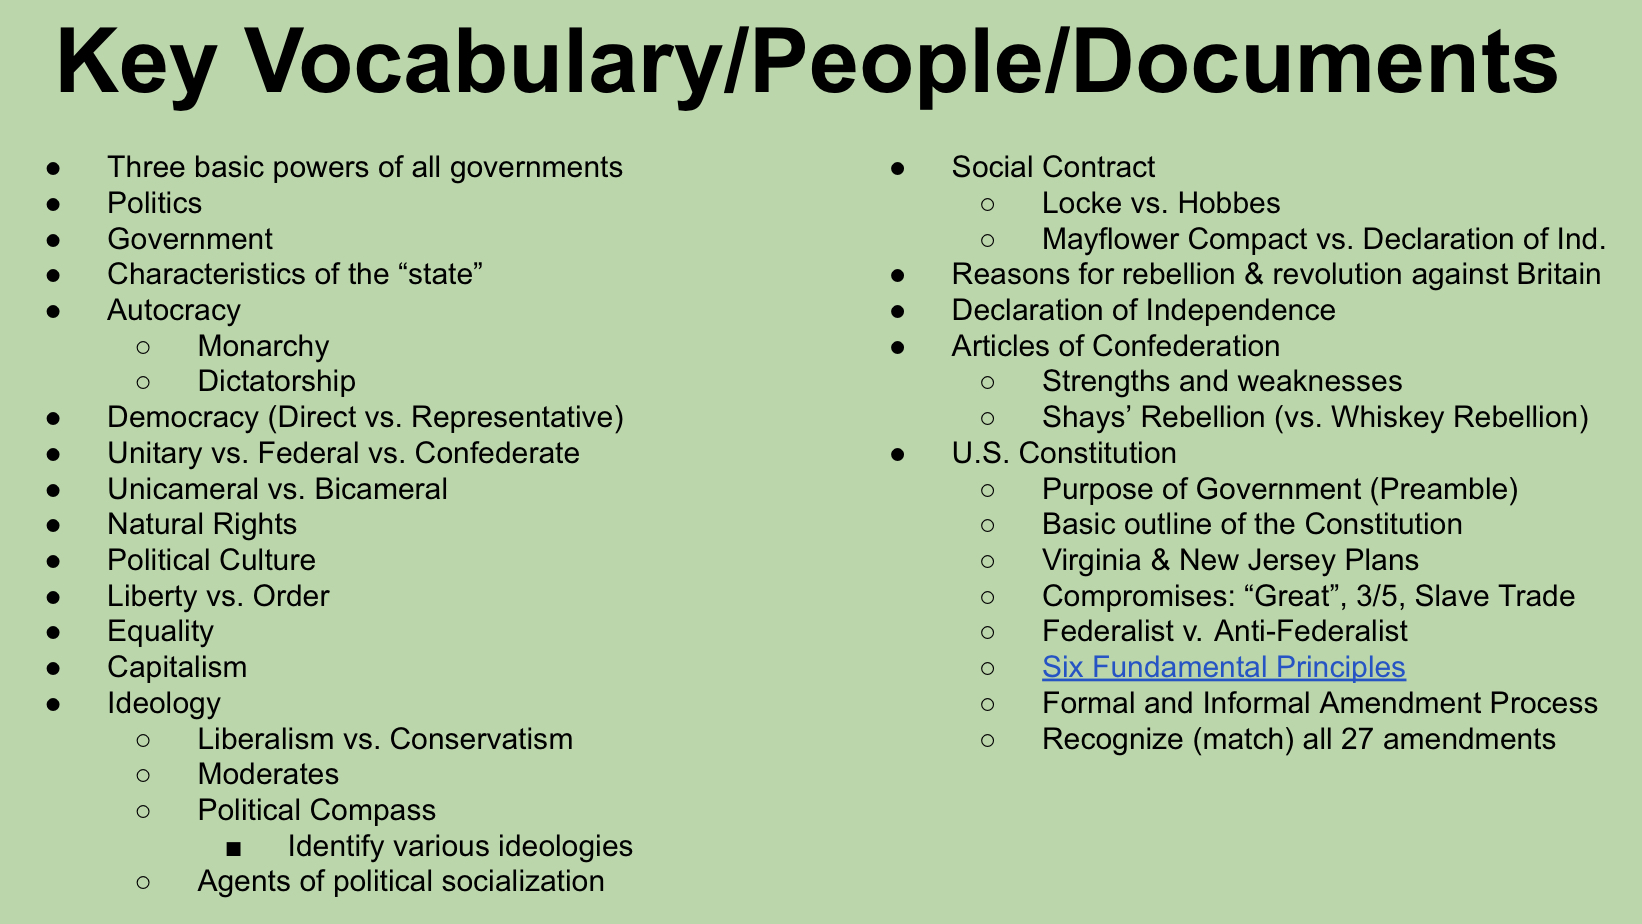 Key Vocabulary/People/Documents
● Three basic powers of all governments
● Politics
● Government
● Characteristics of the “state”
● Autocracy
○ Monarchy
○ Dictatorship
● Democracy (Direct vs. Representative)
● Unitary vs. Federal vs. Confederate
● Unicameral vs. Bicameral
● Natural Rights
● Political Culture
● Liberty vs. Order
● Equality
● Capitalism
● Ideology
○ Liberalism vs. Conservatism
○ Moderates
○ Political Compass
■ Identify various ideologies
○ Agents of political socialization
● Social Contract
○ Locke vs. Hobbes
○ Mayflower Compact vs. Declaration of Ind.
● Reasons for rebellion & revolution against Britain
● Declaration of Independence
● Articles of Confederation
○ Strengths and weaknesses
○ Shays’ Rebellion (vs. Whiskey Rebellion)
● U.S. Constitution
○ Purpose of Government (Preamble)
○ Basic outline of the Constitution
○ Virginia & New Jersey Plans
○ Compromises: “Great”, 3/5, Slave Trade
○ Federalist v. Anti-Federalist
○ Six Fundamental Principles
○ Formal and Informal Amendment Process
○ Recognize (match) all 27 amendments